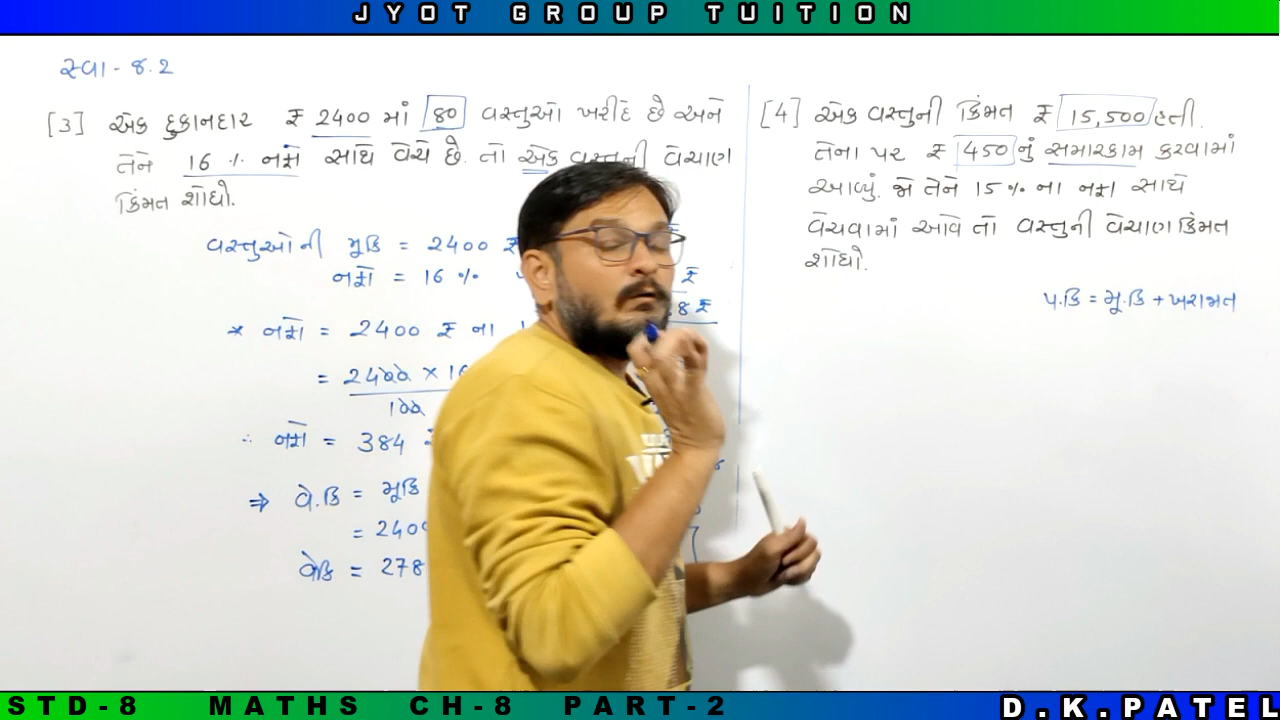 JYOT GROUP TUITION
સ્વા - ૪.2
[3] એક દુકાનદાર ₹ 2400 માં 80 વસ્તુઓ ખરીદે છે અને
તેને 16 % નફા સાથે વેચે છે. તો એક વસ્તુની વેચાણ
કિંમત શોધો.
વસ્તુઓની મૂકિ = 2400 ₹
નફો = 16 %
₹
8 ₹
* નફો = 2400 ₹ ના
= 2400 × 16
100
∴ નફો = 384
⇒ વે.કિ = મૂકિ
= 2400
વેકિ = 278
[4] એક વસ્તુની કિંમત ₹ 15,500 હતી.
તેના પર ₹ 450 નું સમારકામ કરવામાં
આવ્યું. જો તેને 15 % ના નફા સાથે
વેચવામાં આવે તો વસ્તુની વેચાણ કિંમત
શોધો.
પ.કિ = મૂ.કિ + ખરાજાત
STD-8 MATHS CH-8 PART-2
D.K.PATEL